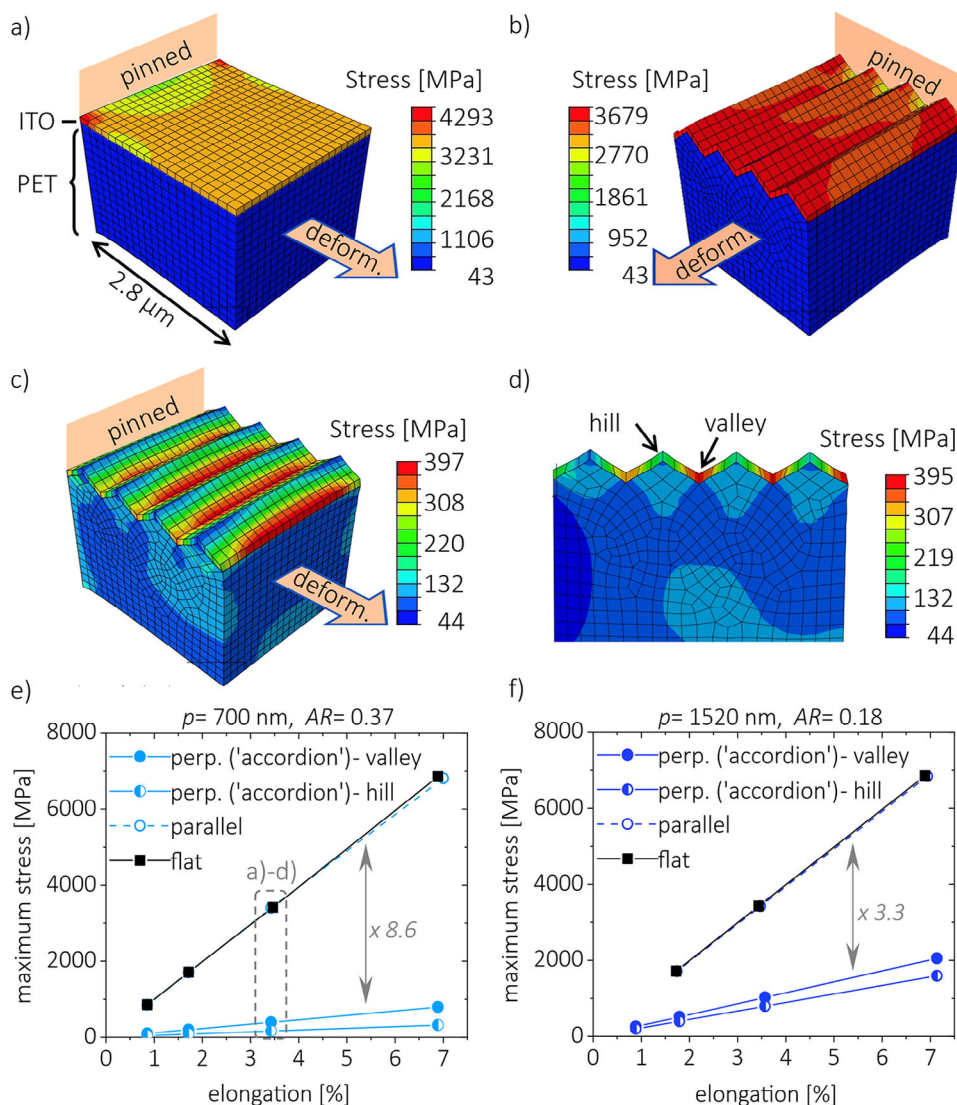 a)
pinned
Stress [MPa]
4293
3231
2168
1106
43
ITO
PET
deform.
2.8 µm
b)
pinned
Stress [MPa]
3679
2770
1861
952
43
deform.
c)
pinned
Stress [MPa]
397
308
220
132
44
deform.
d)
hill
valley
Stress [MPa]
395
307
219
132
44
e)
p= 700 nm, AR= 0.37
8000
6000
4000
2000
0
maximum stress [MPa]
perp. ('accordion')- valley
perp. ('accordion')- hill
parallel
flat
a)-d)
x 8.6
0 1 2 3 4 5 6 7
elongation [%]
f)
p= 1520 nm, AR= 0.18
8000
6000
4000
2000
0
maximum stress [MPa]
perp. ('accordion')- valley
perp. ('accordion')- hill
parallel
flat
x 3.3
0 1 2 3 4 5 6 7
elongation [%]